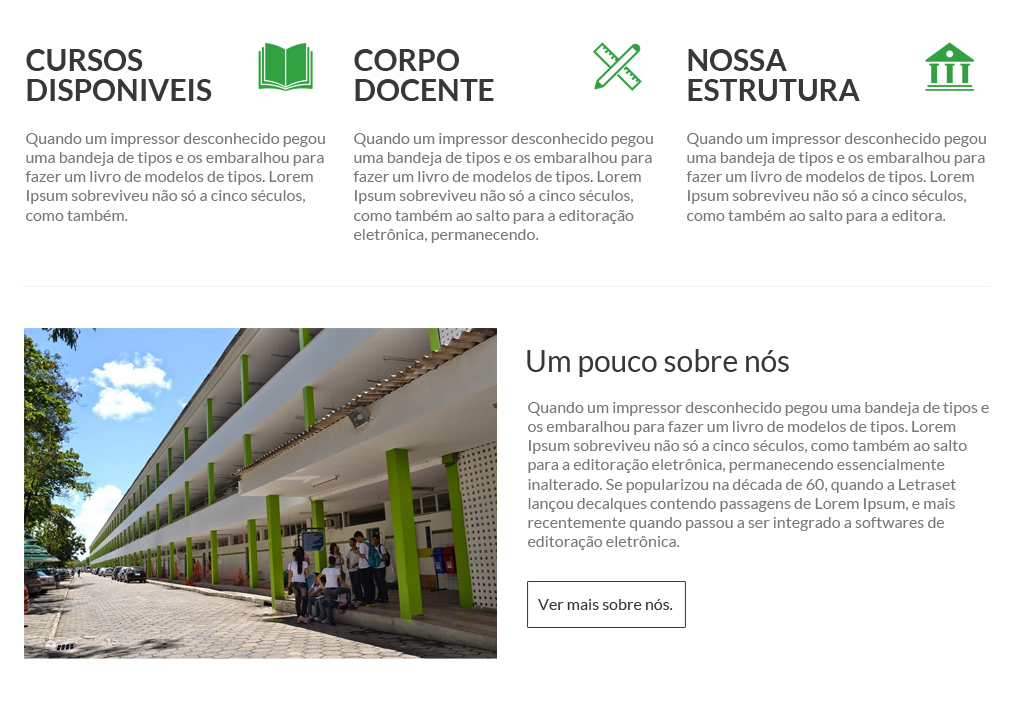 CURSOS
DISPONIVEIS
Quando um impressor desconhecido pegou
uma bandeja de tipos e os embaralhou para
fazer um livro de modelos de tipos. Lorem
Ipsum sobreviveu não só a cinco séculos,
como também.
CORPO
DOCENTE
Quando um impressor desconhecido pegou
uma bandeja de tipos e os embaralhou para
fazer um livro de modelos de tipos. Lorem
Ipsum sobreviveu não só a cinco séculos,
como também ao salto para a editoração
eletrônica, permanecendo.
NOSSA
ESTRUTURA
Quando um impressor desconhecido pegou
uma bandeja de tipos e os embaralhou para
fazer um livro de modelos de tipos. Lorem
Ipsum sobreviveu não só a cinco séculos,
como também ao salto para a editora.
Um pouco sobre nós
Quando um impressor desconhecido pegou uma bandeja de tipos e
os embaralhou para fazer um livro de modelos de tipos. Lorem
Ipsum sobreviveu não só a cinco séculos, como também ao salto
para a editoração eletrônica, permanecendo essencialmente
inalterado. Se popularizou na década de 60, quando a Letraset
lançou decalques contendo passagens de Lorem Ipsum, e mais
recentemente quando passou a ser integrado a softwares de
editoração eletrônica.
Ver mais sobre nós.